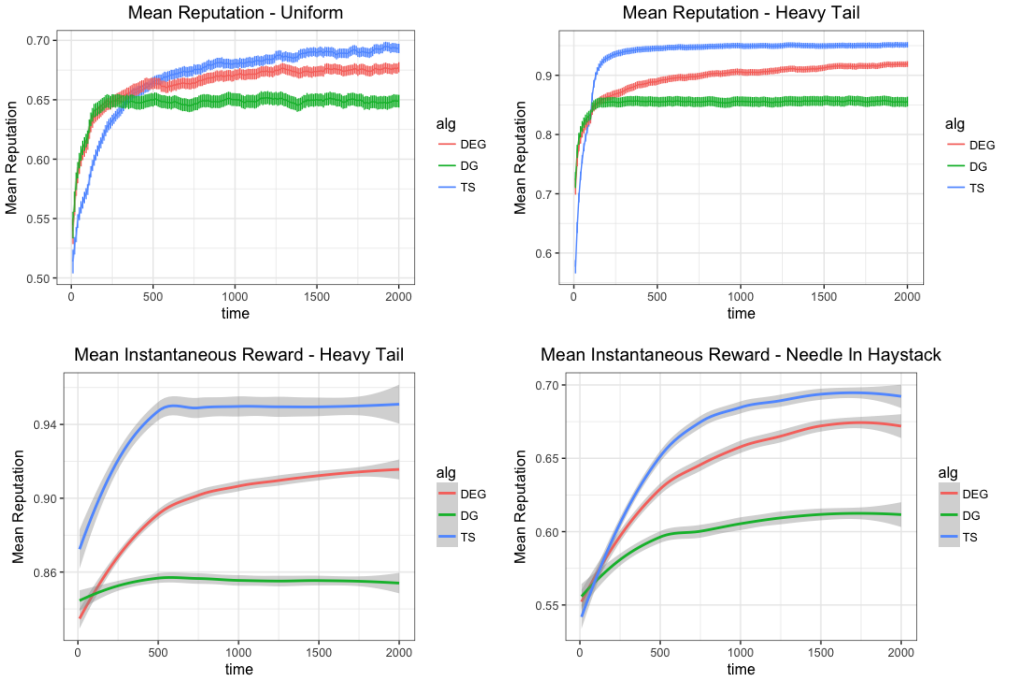 Mean Reputation - Uniform
Mean Reputation
0.70
0.65
0.60
0.55
0.50
0
500
1000
1500
2000
time
alg
DEG
DG
TS
Mean Reputation - Heavy Tail
Mean Reputation
0.9
0.8
0.7
0.6
0
500
1000
1500
2000
time
alg
DEG
DG
TS
Mean Instantaneous Reward - Heavy Tail
Mean Reputation
0.94
0.90
0.86
0
500
1000
1500
2000
time
alg
DEG
DG
TS
Mean Instantaneous Reward - Needle In Haystack
Mean Reputation
0.70
0.65
0.60
0.55
0
500
1000
1500
2000
time
alg
DEG
DG
TS